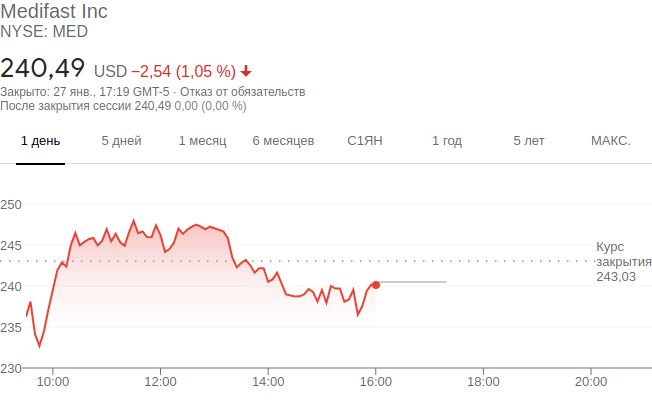 Medifast Inc
NYSE: MED
240,49 USD −2,54 (1,05 %)
Закрыто: 27 янв., 17:19 GMT-5 · Отказ от обязательств
После закрытия сессии 240,49 0,00 (0,00 %)
1 день 5 дней 1 месяц 6 месяцев С1ЯН 1 год 5 лет МАКС.
250
245
240
235
230
Курс
закрытия
243,03
10:00 12:00 14:00 16:00 18:00 20:00